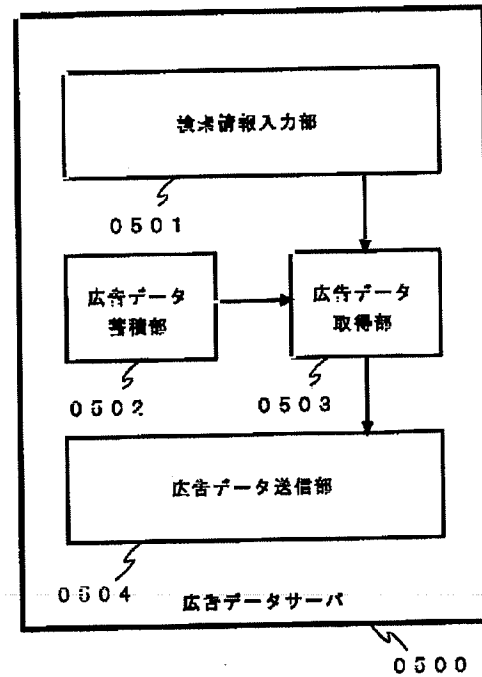 検索情報入力部
0501
広告データ
蓄積部
広告データ
取得部
0502
0503
広告データ送信部
0504
広告データサーバ
0500